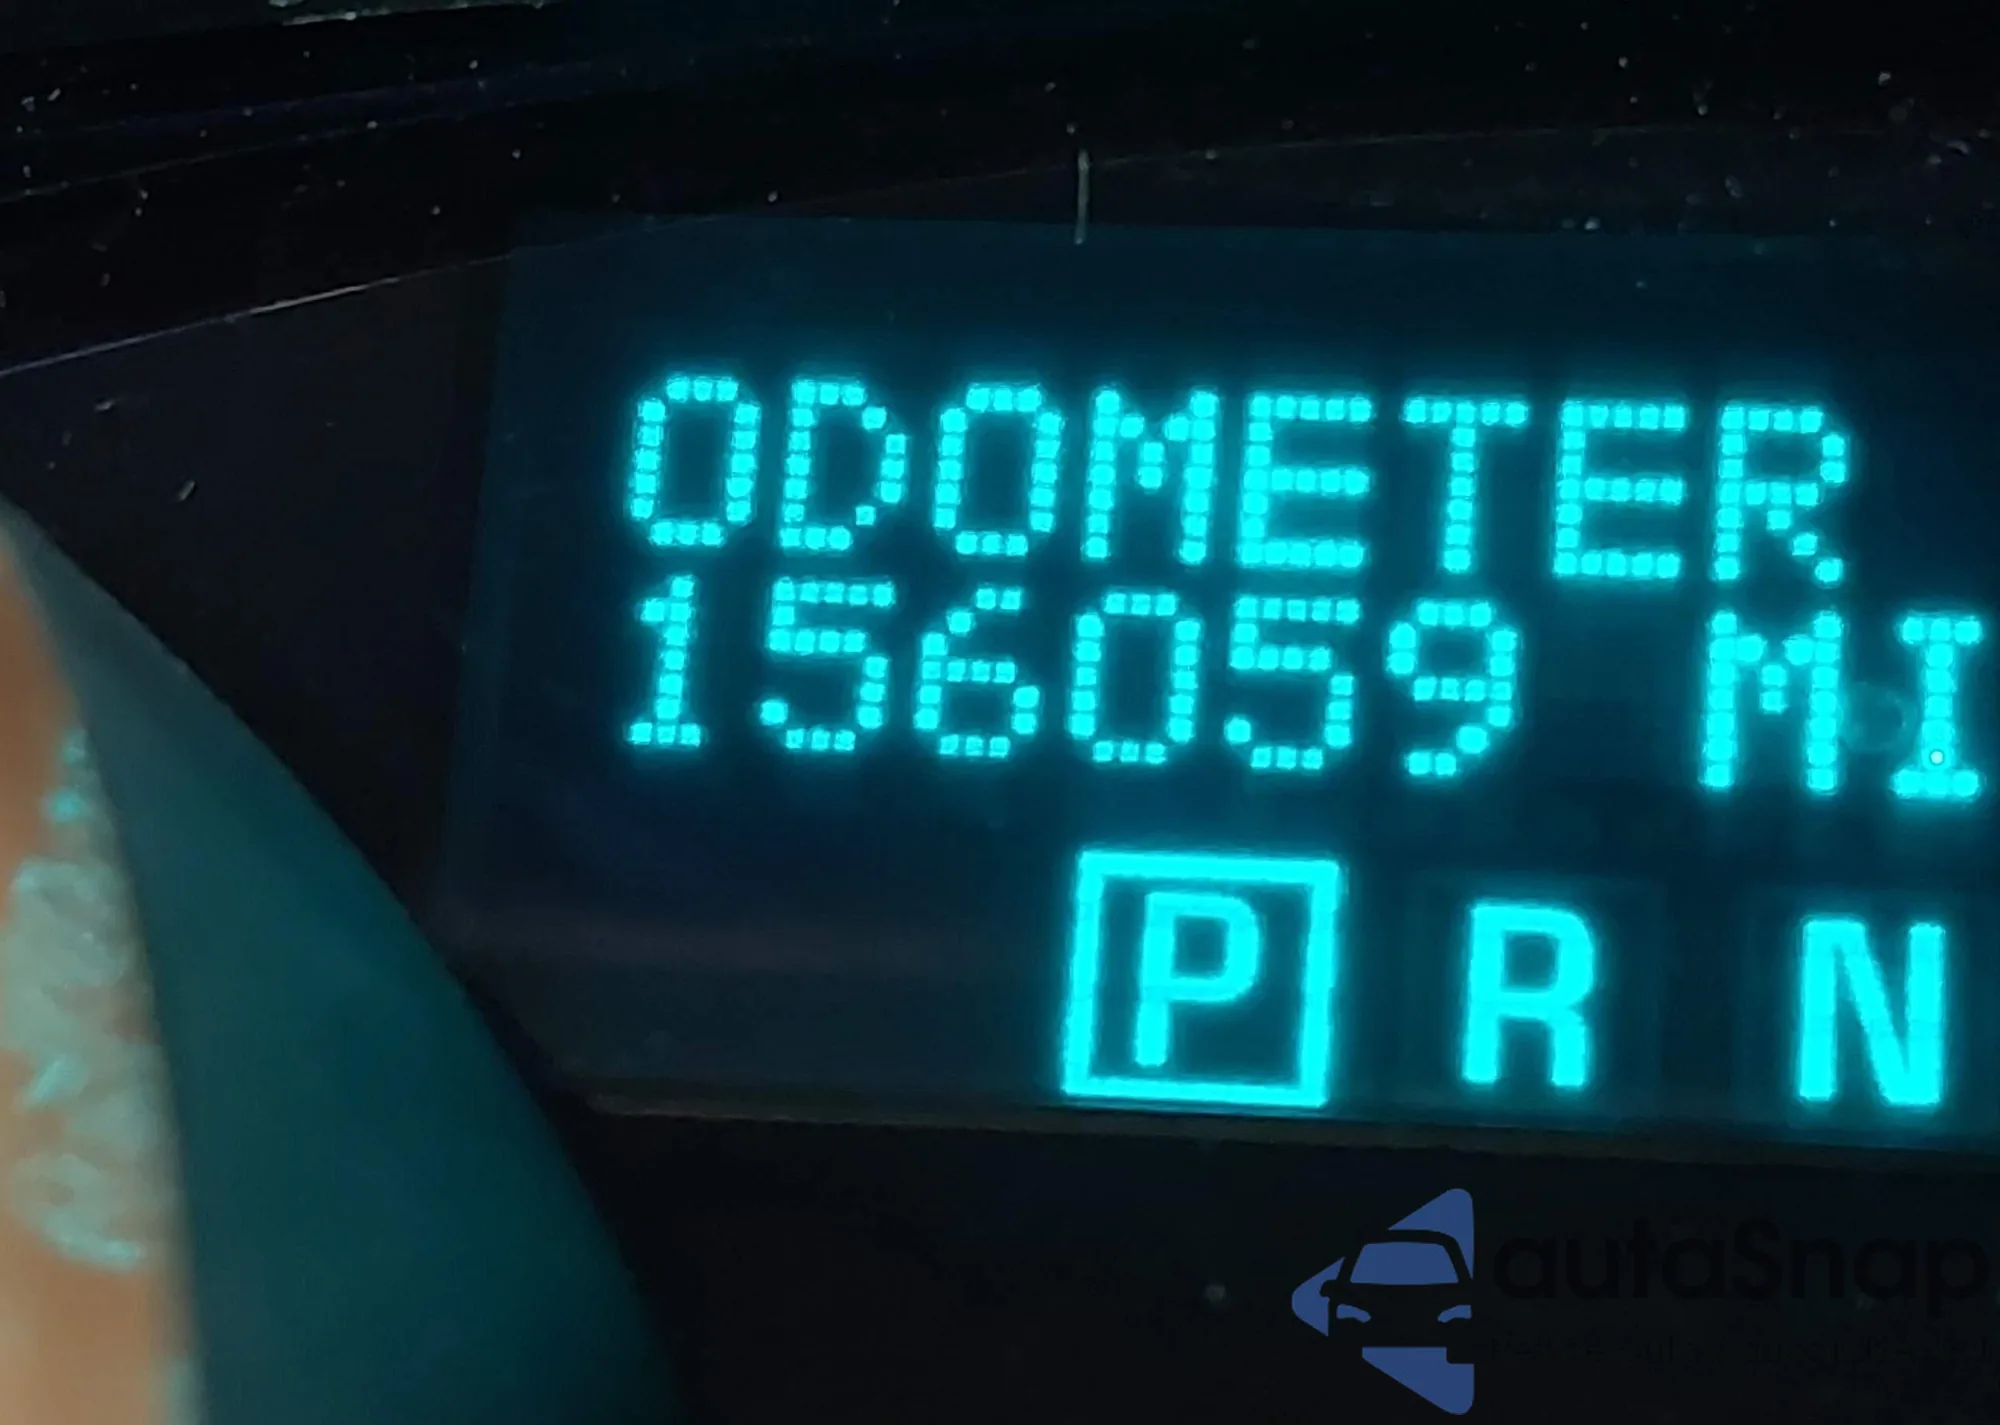 ODOMETER
156059 MI
P R N
autoSnap